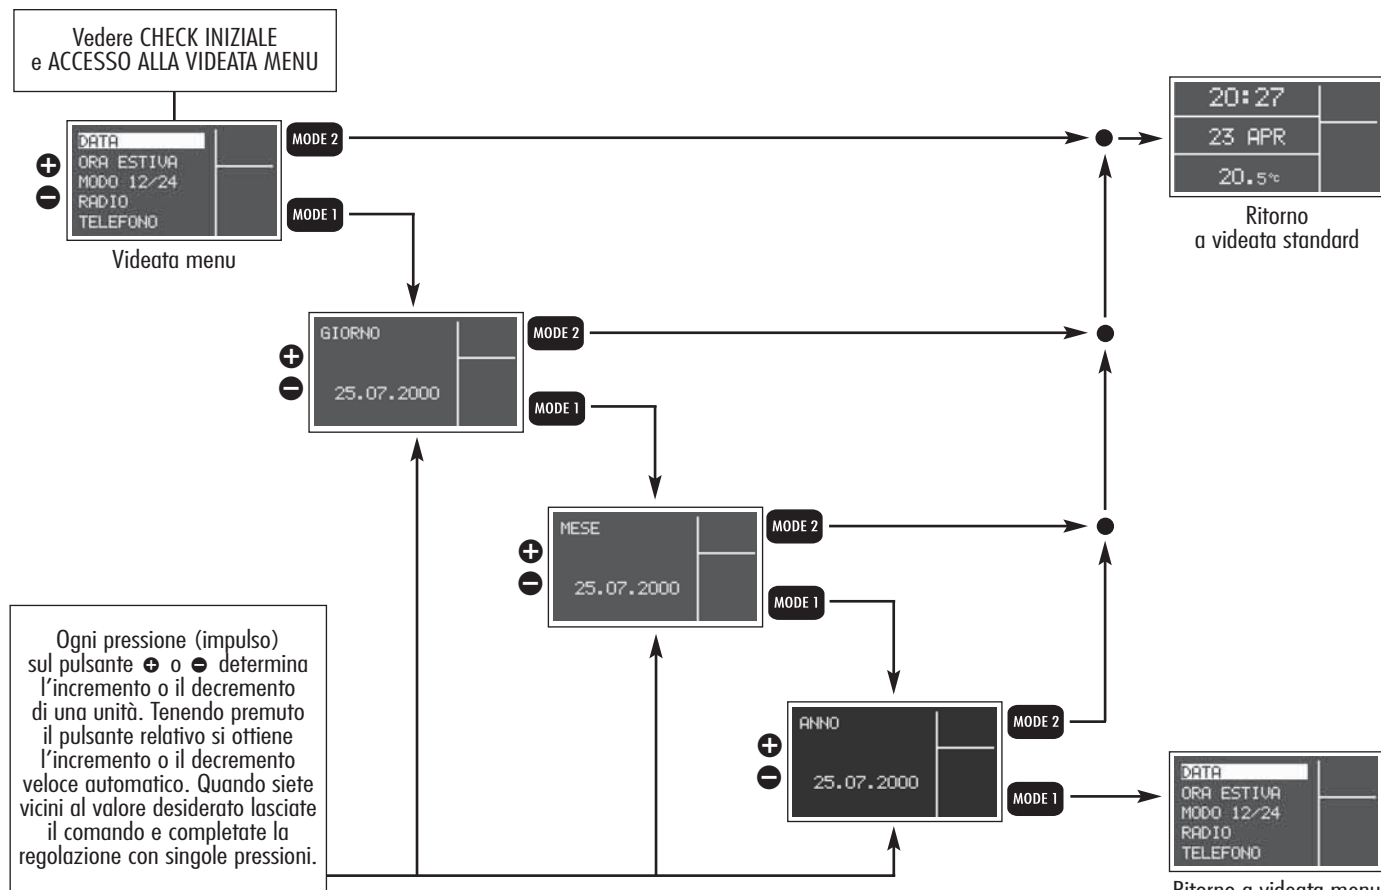 Vedere CHECK INIZIALE
e ACCESSO ALLA VIDEATA MENU
DATA
ORA ESTIVA
MODO 12/24
RADIO
TELEFONO
MODE 2
MODE 1
Videata menu
20:27
23 APR
20.5°C
Ritorno
a videata standard
GIORNO
25.07.2000
MODE 2
MODE 1
MESE
25.07.2000
MODE 2
MODE 1
Ogni pressione (impulso)
sul pulsante + o - determina
l'incremento o il decremento
di una unità. Tenendo premuto
il pulsante relativo si ottiene
l'incremento o il decremento
veloce automatico. Quando siete
vicini al valore desiderato lasciate
il comando e completate la
regolazione con singole pressioni.
ANNO
25.07.2000
MODE 2
MODE 1
DATA
ORA ESTIVA
MODO 12/24
RADIO
TELEFONO
Ritorno a videata menu